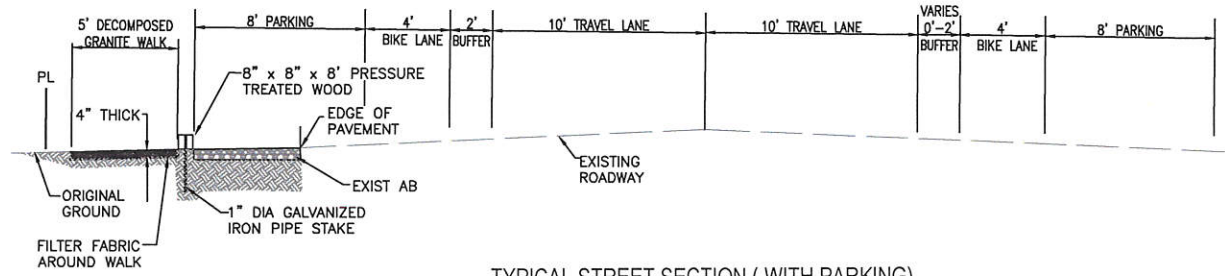 5' DECOMPOSED
GRANITE WALK
8' PARKING
4'
BIKE LANE
2'
BUFFER
10' TRAVEL LANE
10' TRAVEL LANE
VARIES
0'-2'
BUFFER
4'
BIKE LANE
8' PARKING
PL
8" x 8" x 8' PRESSURE
TREATED WOOD
4" THICK
EDGE OF
PAVEMENT
EXISTING
ROADWAY
EXIST AB
ORIGINAL
GROUND
1" DIA GALVANIZED
IRON PIPE STAKE
FILTER FABRIC
AROUND WALK
TYPICAL STREET SECTION ( WITH PARKING)